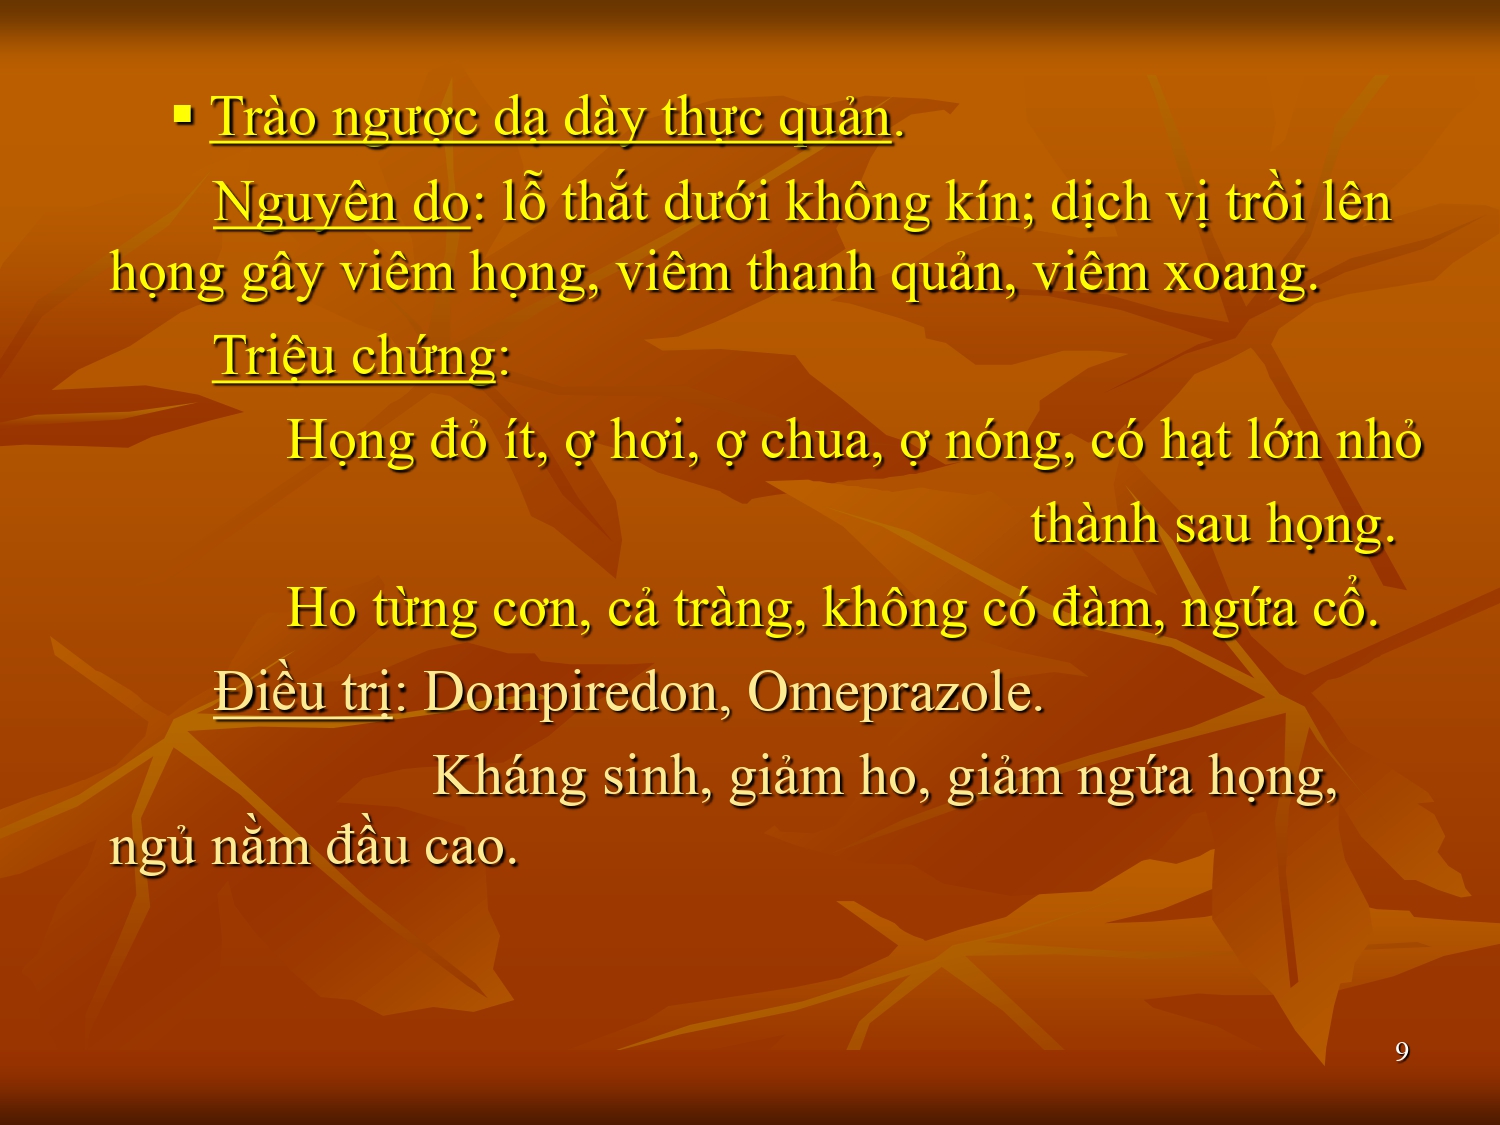 ▪ Trào ngược dạ dày thực quản.
Nguyên do: lỗ thắt dưới không kín; dịch vị trồi lên
họng gây viêm họng, viêm thanh quản, viêm xoang.
Triệu chứng:
Họng đỏ ít, ợ hơi, ợ chua, ợ nóng, có hạt lớn nhỏ
thành sau họng.
Ho từng cơn, cả tràng, không có đàm, ngứa cổ.
Điều trị: Dompiredon, Omeprazole.
Kháng sinh, giảm ho, giảm ngứa họng,
ngủ nằm đầu cao.
9